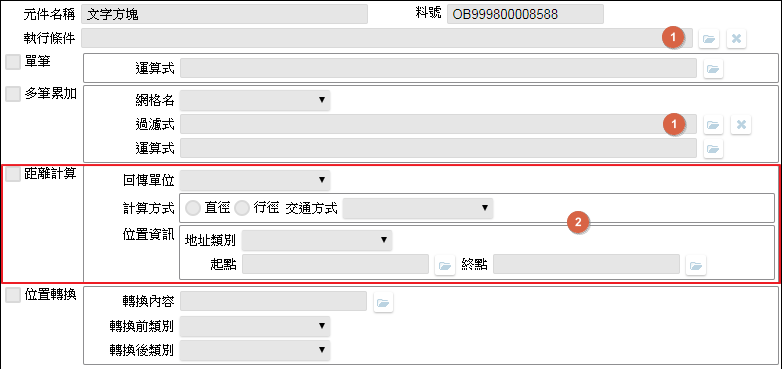 元件名稱 文字方塊 料號 OB999800008588
執行條件 1
單筆 運算式
多筆累加 網格名
過濾式 1
運算式
距離計算 回傳單位
計算方式 直徑 行徑 交通方式
2
位置資訊 地址類別
起點 終點
位置轉換 轉換內容
轉換前類別
轉換後類別